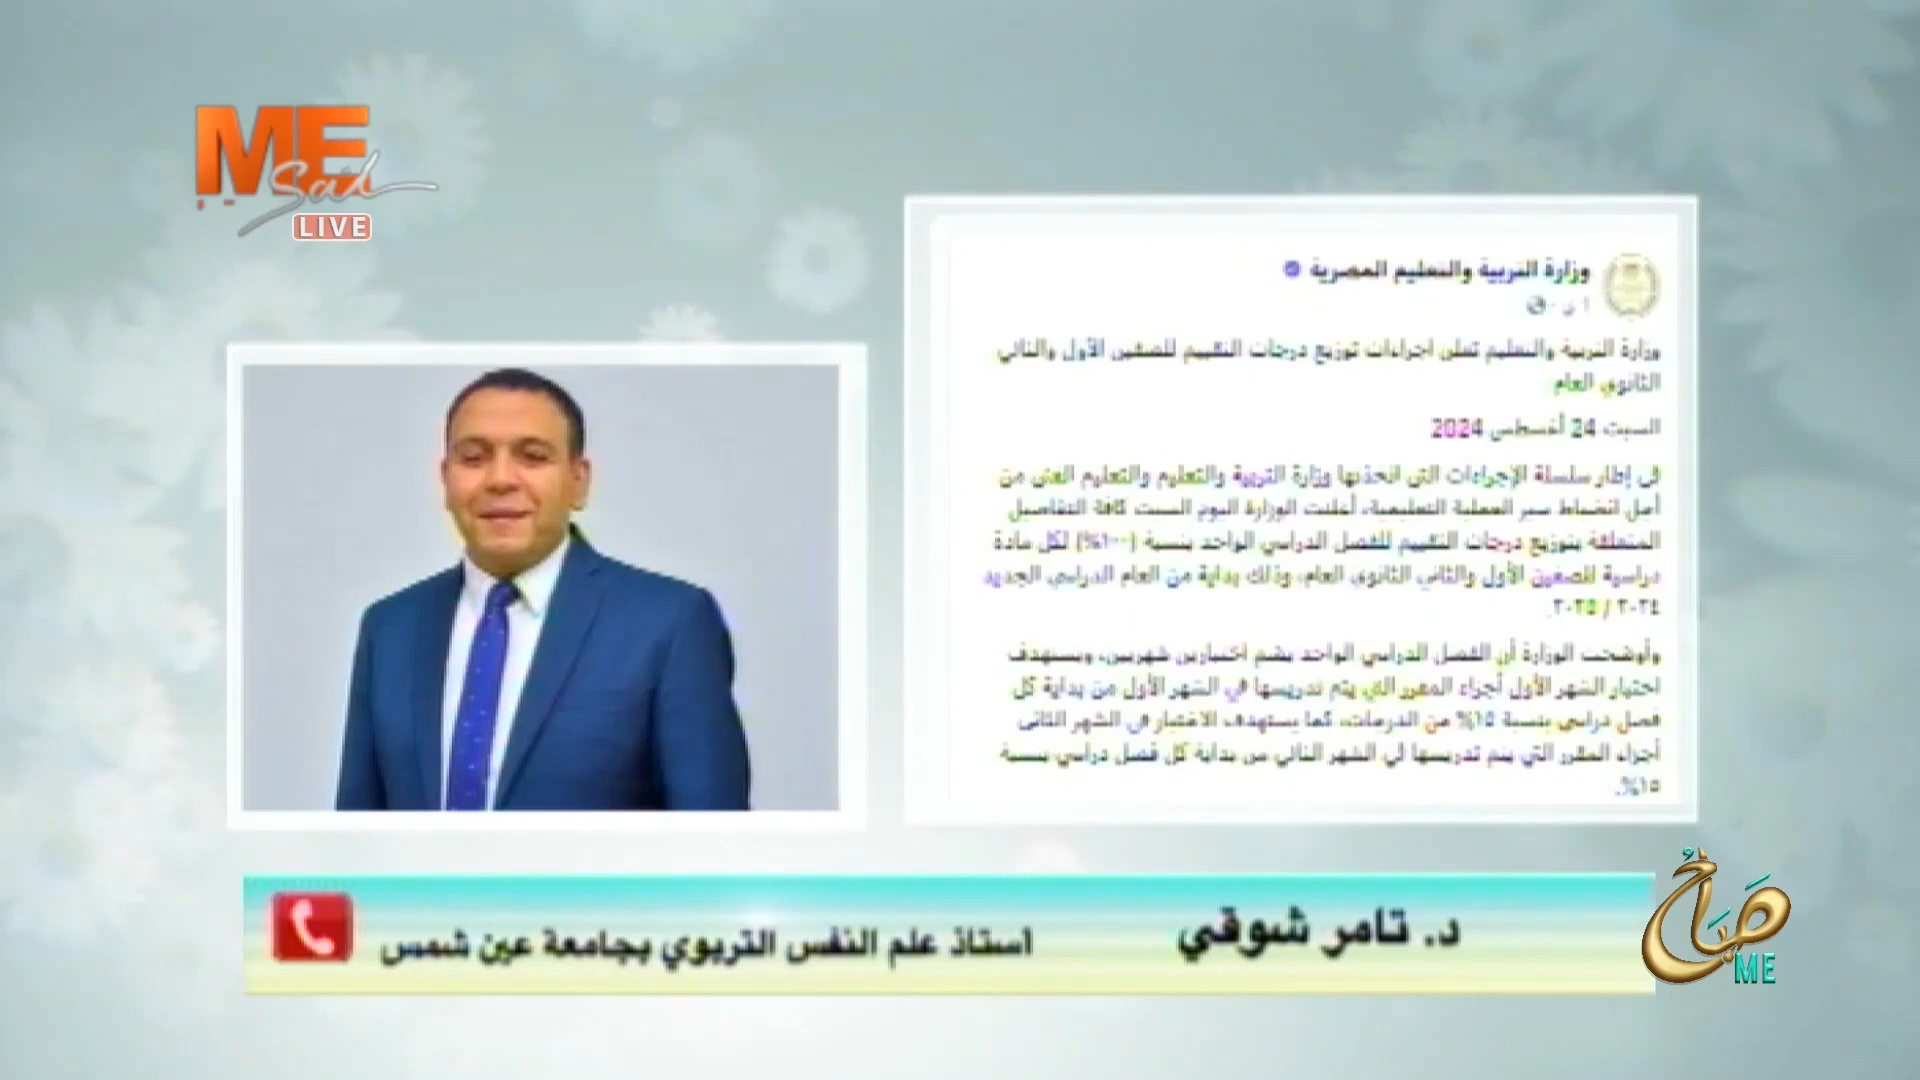 ME
Sat
LIVE
وزارة التربية والتعليم المصرية
وزارة التربية والتعليم تعلن اجراءات توزيع درجات التقييم للصفين الأول والثاني
الثانوي العام
السبت 24 أغسطس 2024
في إطار سلسلة الإجراءات التي اتخذتها وزارة التربية والتعليم والتعليم الفنى من
أجل انضباط سير العملية التعليمية، أعلنت الوزارة اليوم السبت كافة التفاصيل
المتعلقة بتوزيع درجات التقييم للفصل الدراسي الواحد بنسبة (١٠٠%) لكل مادة
دراسية للصفين الأول والثاني الثانوي العام، وذلك بداية من العام الدراسي الجديد
٢٠٢٤ / ٢٠٢٥.
وأوضحت الوزارة أن الفصل الدراسي الواحد يضم اختبارين شهريين، ويستهدف
اختبار الشهر الأول أجزاء المقرر التي يتم تدريسها في الشهر الأول من بداية كل
فصل دراسي بنسبة ١٥% من الدرجات، كما يستهدف الاختبار في الشهر الثانى
أجزاء المقرر التي يتم تدريسها في الشهر الثاني من بداية كل فصل دراسي بنسبة
١٥%.
د. تامر شوقي
أستاذ علم النفس التربوي بجامعة عين شمس
صباح
ME